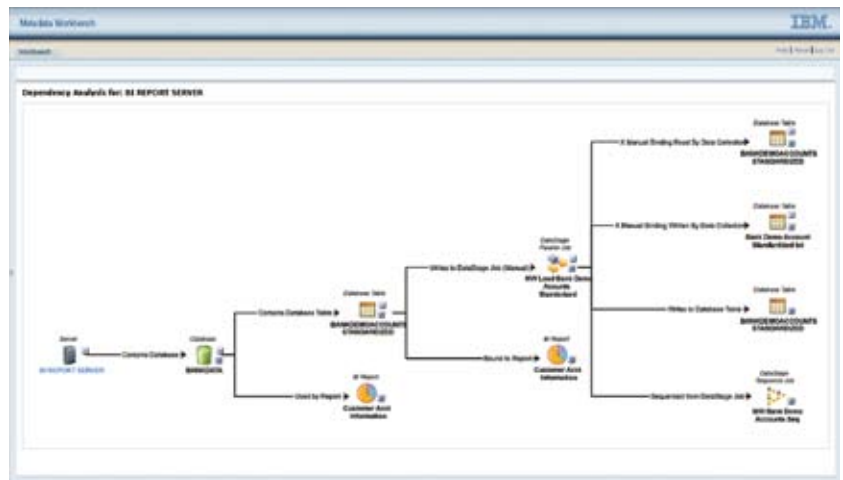 Metadata Workbench
IBM.
Workbench
Dependency Analysis for: BI REPORT SERVER
Database Table
A Manual Binding Read By Data Collection
BANKDEMOACCOUNTS
STANDARDIZED
Database Table
A Manual Binding Written By Data Collection
Bank Demo Account
Standardized txt
DataStage
Parallel Job
Writes to DataStage Job (Manual)
MW Load Bank Demo
Accounts
Standardized
Database Table
Contains Database Table
BANKDEMOACCOUNTS
STANDARDIZED
Database Table
Writes to Database Table
BANKDEMOACCOUNTS
STANDARDIZED
Server
BI REPORT SERVER
Contains Database
Database
BANKDATA
BI Report
Bound to Report
Customer Acct
Information
BI Report
Used by Report
Customer Acct
Information
DataStage
Sequence Job
Sequenced from DataStage Job
MW Bank Demo
Accounts Seq